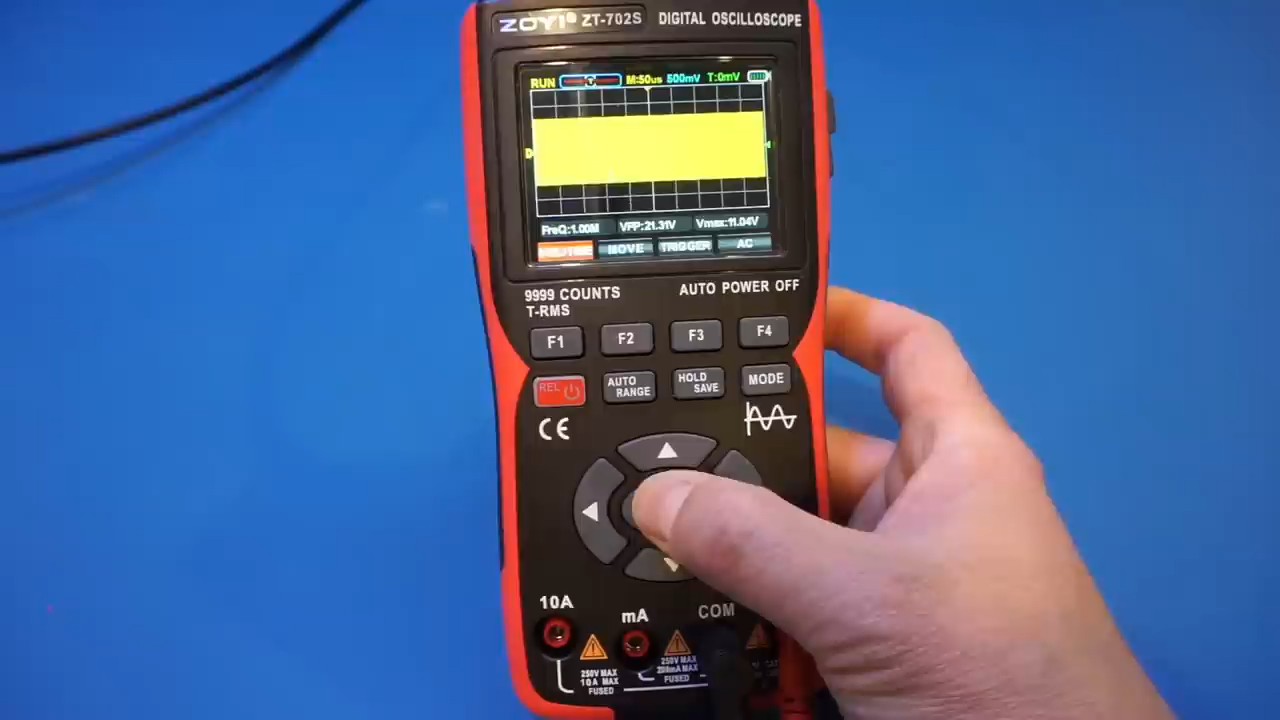 ZOYI® ZT-702S DIGITAL OSCILLOSCOPE
RUN T M:50us 500mV T:0mV
D
FreQ:1.00M VPP:21.31V Vmax:11.04V
MOVE TRIGGER AC
9999 COUNTS
T-RMS
AUTO POWER OFF
F1 F2 F3 F4
REL
AUTO RANGE
HOLD SAVE
MODE
CE
10A
mA
COM
250V MAX
10A MAX
FUSED
250V MAX
200mA MAX
FUSED